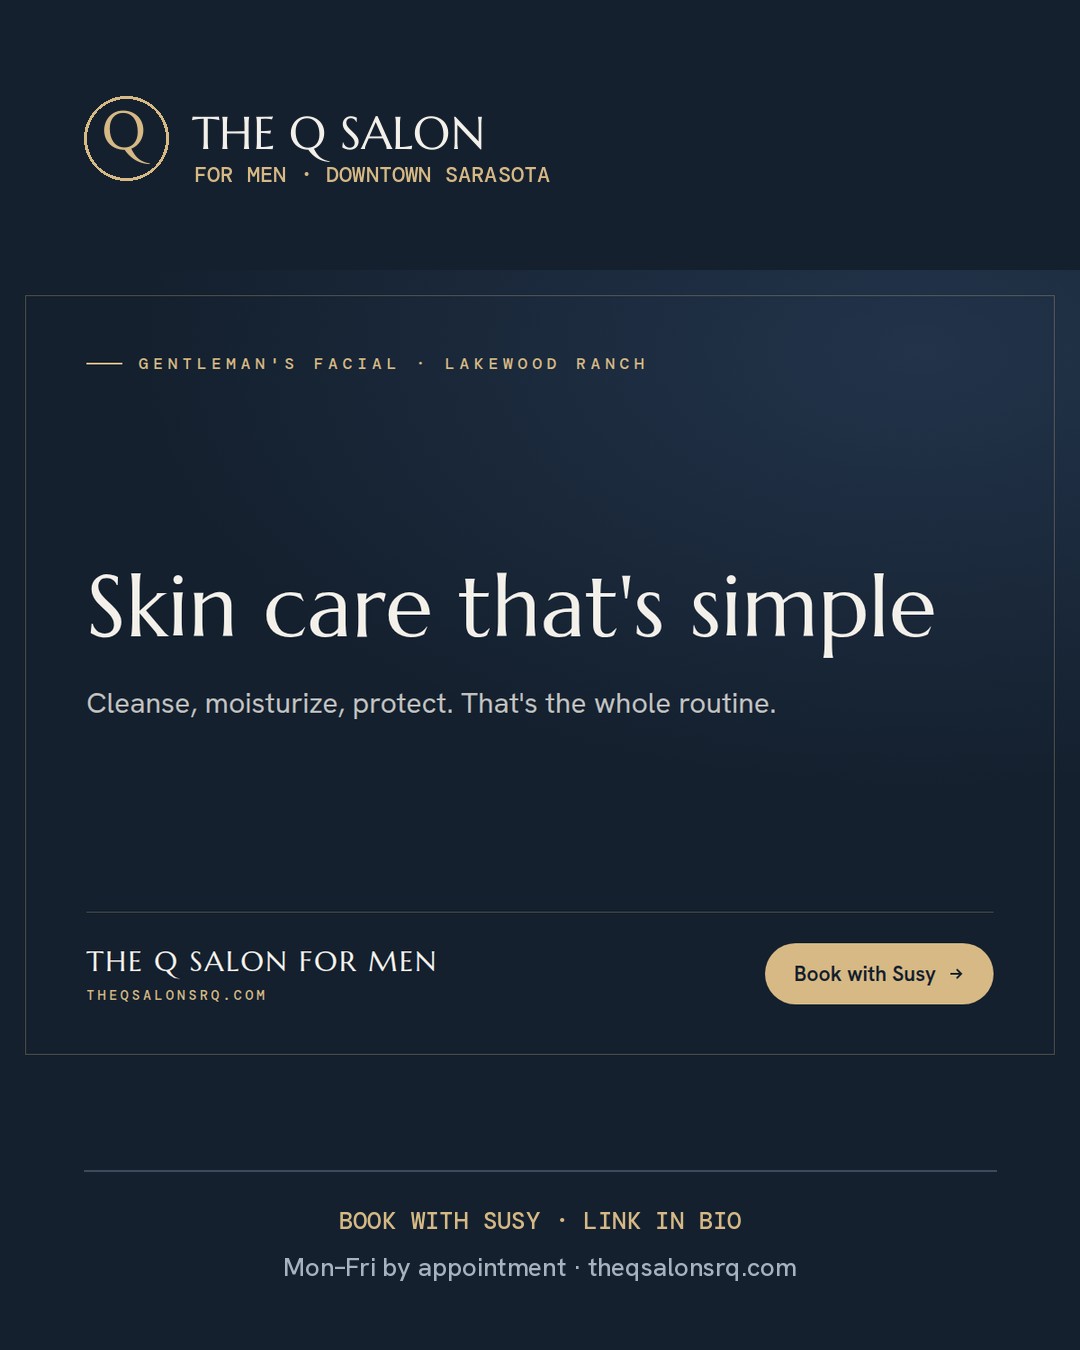 Q
THE Q SALON
FOR MEN · DOWNTOWN SARASOTA
GENTLEMAN'S FACIAL · LAKEWOOD RANCH
Skin care that's simple
Cleanse, moisturize, protect. That's the whole routine.
THE Q SALON FOR MEN
THEQSALONSRQ.COM
Book with Susy →
BOOK WITH SUSY · LINK IN BIO
Mon–Fri by appointment · theqsalonsrq.com